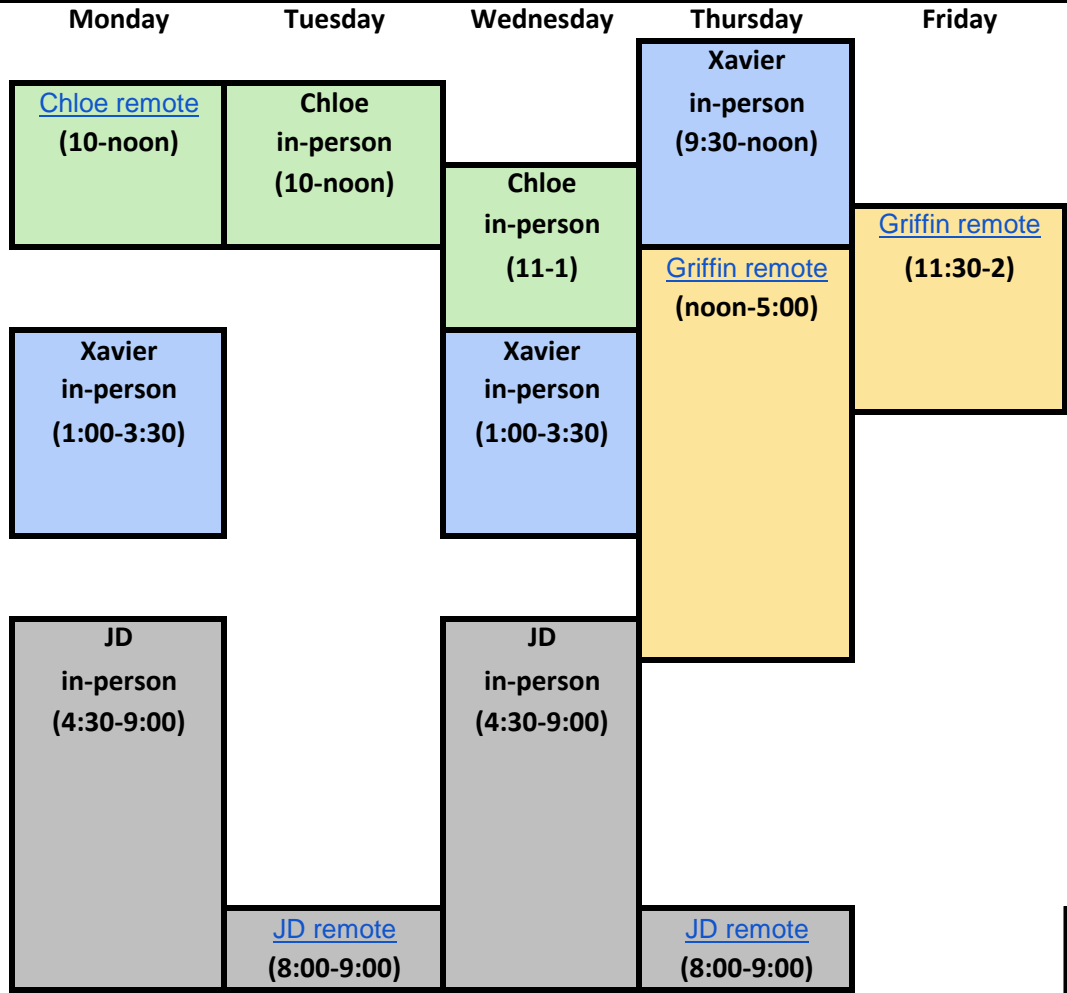 Monday
Tuesday
Wednesday
Thursday
Friday
Chloe remote
(10-noon)
Xavier
in-person
(1:00-3:30)
JD
in-person
(4:30-9:00)
Chloe
in-person
(10-noon)
JD remote
(8:00-9:00)
Chloe
in-person
(11-1)
Xavier
in-person
(1:00-3:30)
JD
in-person
(4:30-9:00)
Xavier
in-person
(9:30-noon)
Griffin remote
(noon-5:00)
JD remote
(8:00-9:00)
Griffin remote
(11:30-2)